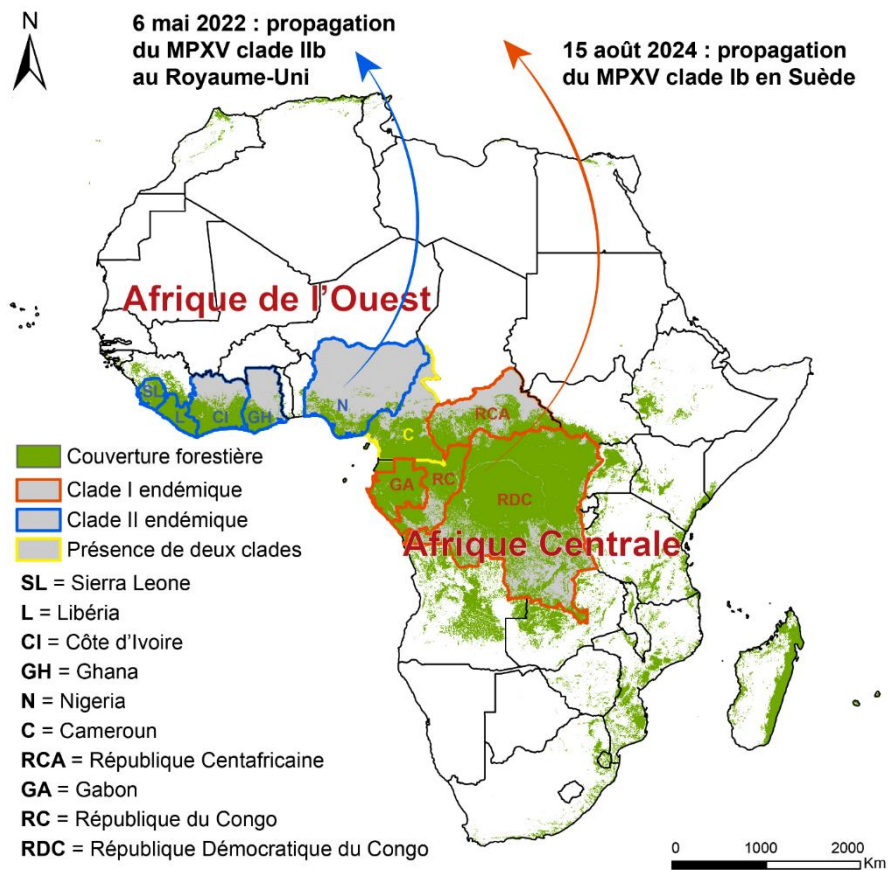 N
6 mai 2022 : propagation
du MPXV clade IIb
au Royaume-Uni
15 août 2024 : propagation
du MPXV clade Ib en Suède
Afrique de l'Ouest
SL
L
CI
GH
N
C
RCA
GA
RC
RDC
Afrique Centrale
Couverture forestière
Clade I endémique
Clade II endémique
Présence de deux clades
SL = Sierra Leone
L = Libéria
CI = Côte d'Ivoire
GH = Ghana
N = Nigeria
C = Cameroun
RCA = République Centafricaine
GA = Gabon
RC = République du Congo
RDC = République Démocratique du Congo
0 1000 2000
Km